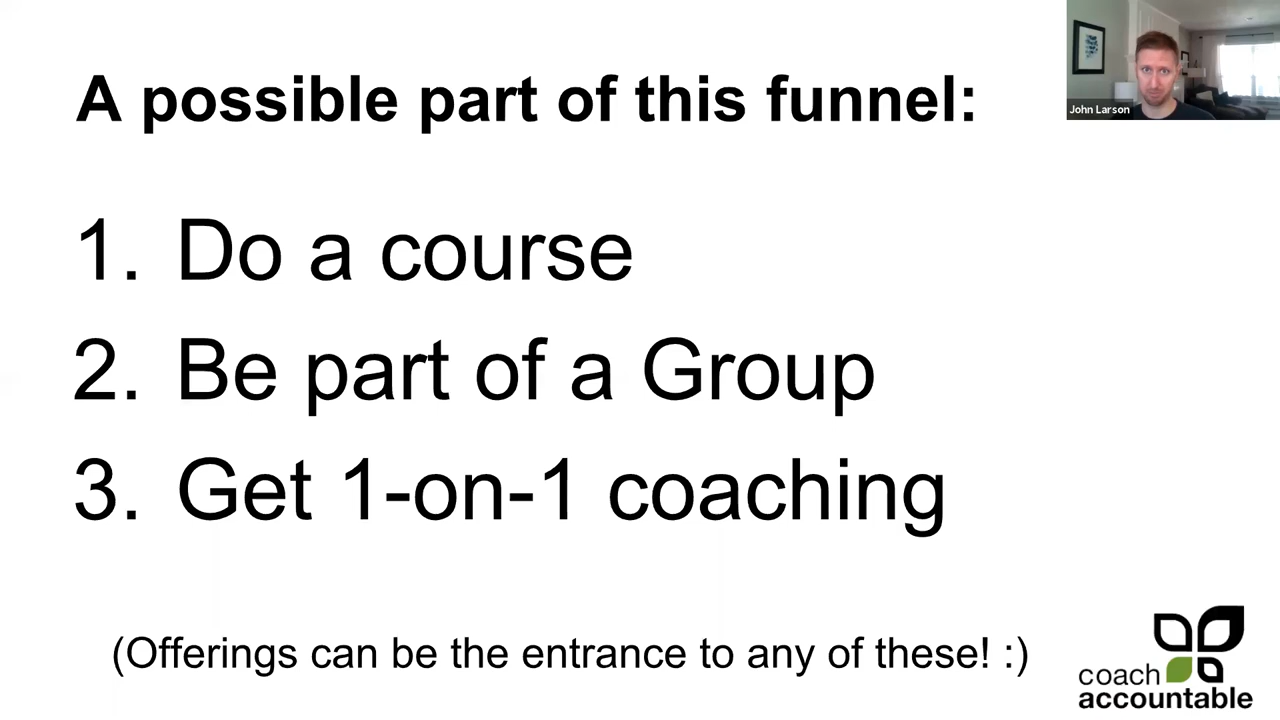 A possible part of this funnel:
John Larson
1. Do a course
2. Be part of a Group
3. Get 1-on-1 coaching
(Offerings can be the entrance to any of these! :)
coach
accountable